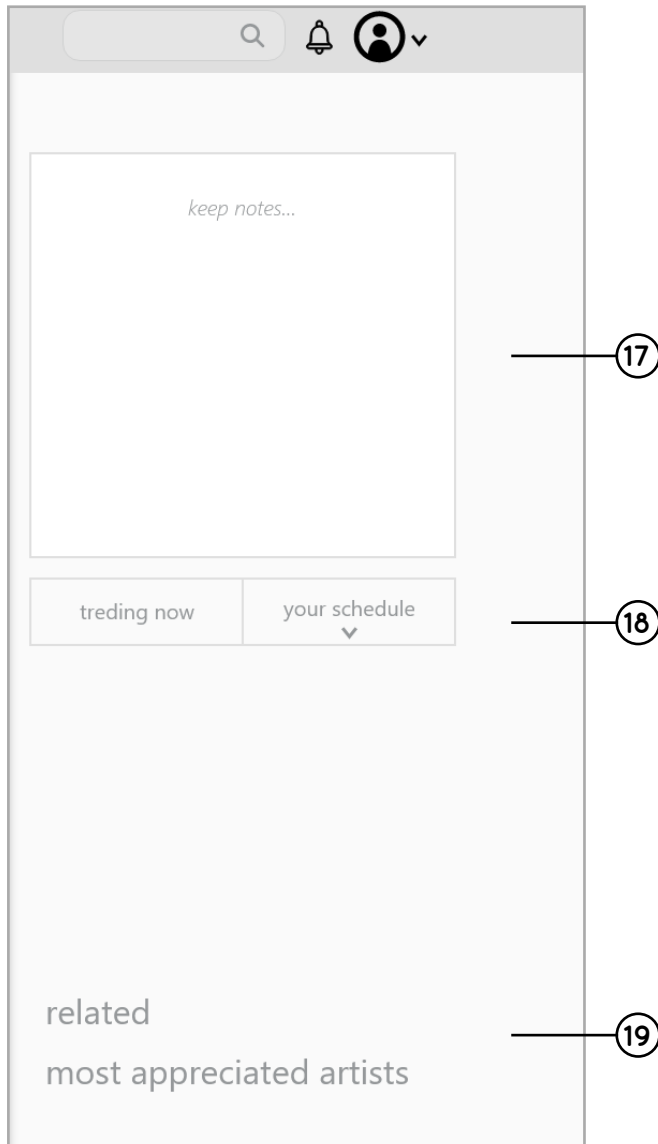 keep notes...
17
treding now
your schedule
18
related
19
most appreciated artists